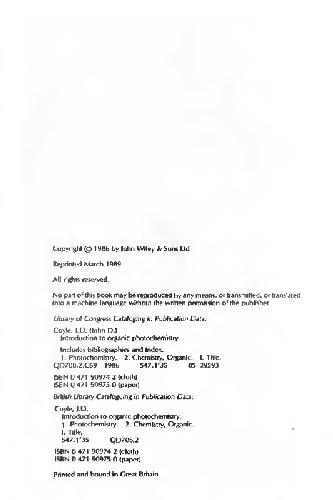 Copyright © 1986 by John Wiley & Sons Ltd
Reprinted March 1989
All rights reserved.
No part of this book may be reproduced by any means, or transmitted, or translated
into a machine language without the written permission of the publisher
Library of Congress Cataloging in Publication Data:
Coyle, J.D. (John D.)
Introduction to organic photochemistry.
Includes bibliographies and index.
1. Photochemistry. 2. Chemistry, Organic. I. Title.
QD708.2.C69 1986 547.1'35 85 29593
ISBN 0 471 90974 2 (cloth)
ISBN 0 471 90975 0 (paper)
British Library Cataloguing in Publication Data:
Coyle, J.D.
Introduction to organic photochemistry.
1. Photochemistry. 2. Chemistry, Organic.
I. Title.
547.1'35 QD708.2
ISBN 0 471 90974 2 (cloth)
ISBN 0 471 90975 0 (paper)
Printed and bound in Great Britain